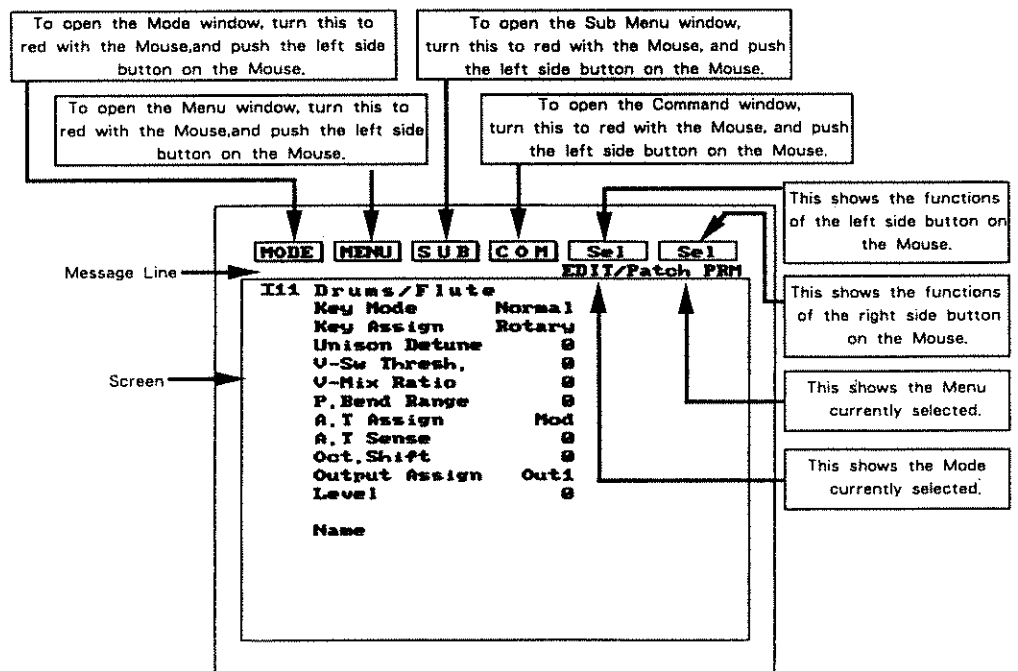 To open the Mode window, turn this to
red with the Mouse,and push the left side
button on the Mouse.
To open the Sub Menu window,
turn this to red with the Mouse, and push
the left side button on the Mouse.
To open the Menu window, turn this to
red with the Mouse,and push the left side
button on the Mouse.
To open the Command window,
turn this to red with the Mouse, and push
the left side button on the Mouse.
This shows the functions
of the left side button on
the Mouse.
MODE MENU SUB COM Sel Sel
Message Line
EDIT/Patch PRM
This shows the functions
of the right side button
on the Mouse.
Screen
I11 Drums/Flute
Key Mode Normal
Key Assign Rotary
Unison Detune 0
V-Sw Thresh. 0
V-Mix Ratio 0
P.Bend Range 0
A.T Assign Mod
A.T Sense 0
Oct.Shift 0
Output Assign Out1
Level 0
Name
This shows the Menu
currently selected.
This shows the Mode
currently selected.